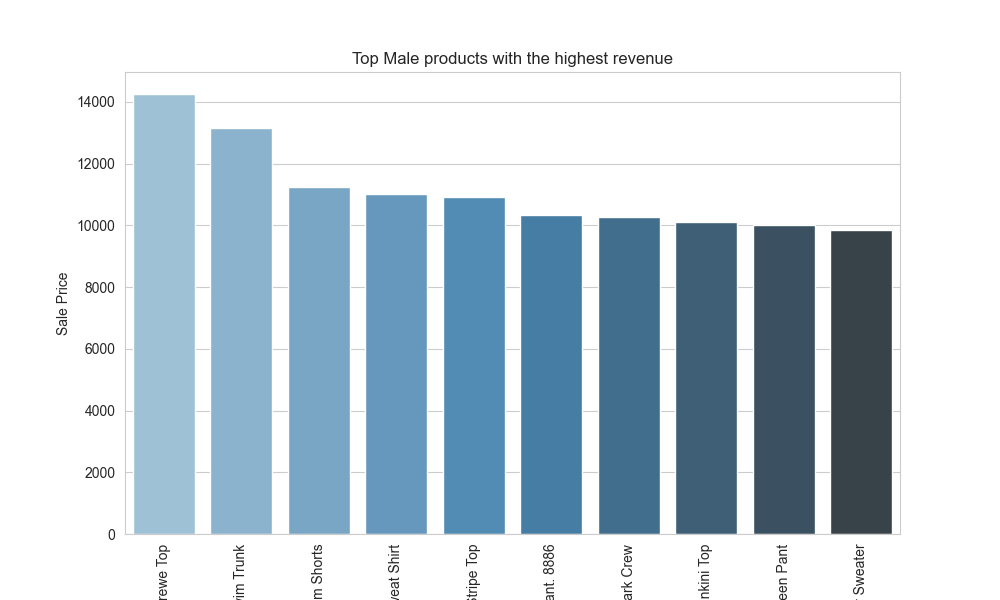 Top Male products with the highest revenue
14000
12000
10000
8000
6000
4000
2000
0
Sale Price
rewe Top
im Trunk
m Shorts
eat Shirt
Stripe Top
ant. 8886
ark Crew
nkini Top
een Pant
Sweater